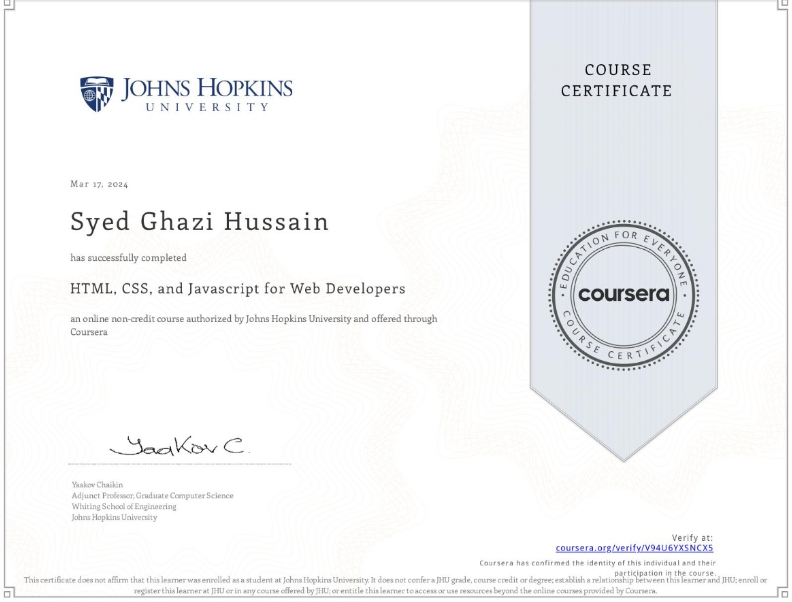 JOHNS HOPKINS
UNIVERSITY
COURSE
CERTIFICATE
Mar 17, 2024
Syed Ghazi Hussain
has successfully completed
HTML, CSS, and Javascript for Web Developers
an online non-credit course authorized by Johns Hopkins University and offered through
Coursera
EDUCATION FOR EVERYONE
coursera
COURSE CERTIFICATE
Yaakov C.
Yaakov Chaikin
Adjunct Professor, Graduate Computer Science
Whiting School of Engineering
Johns Hopkins University
Verify at:
coursera.org/verify/V94U6YXSNCX5
Coursera has confirmed the identity of this individual and their
participation in the course.
This certificate does not affirm that this learner was enrolled as a student at Johns Hopkins University. It does not confer a JHU grade, course credit or degree; establish a relationship between this learner and JHU; enroll or
register this learner at JHU or in any course offered by JHU; or entitle this learner to access or use resources beyond the online courses provided by Coursera.